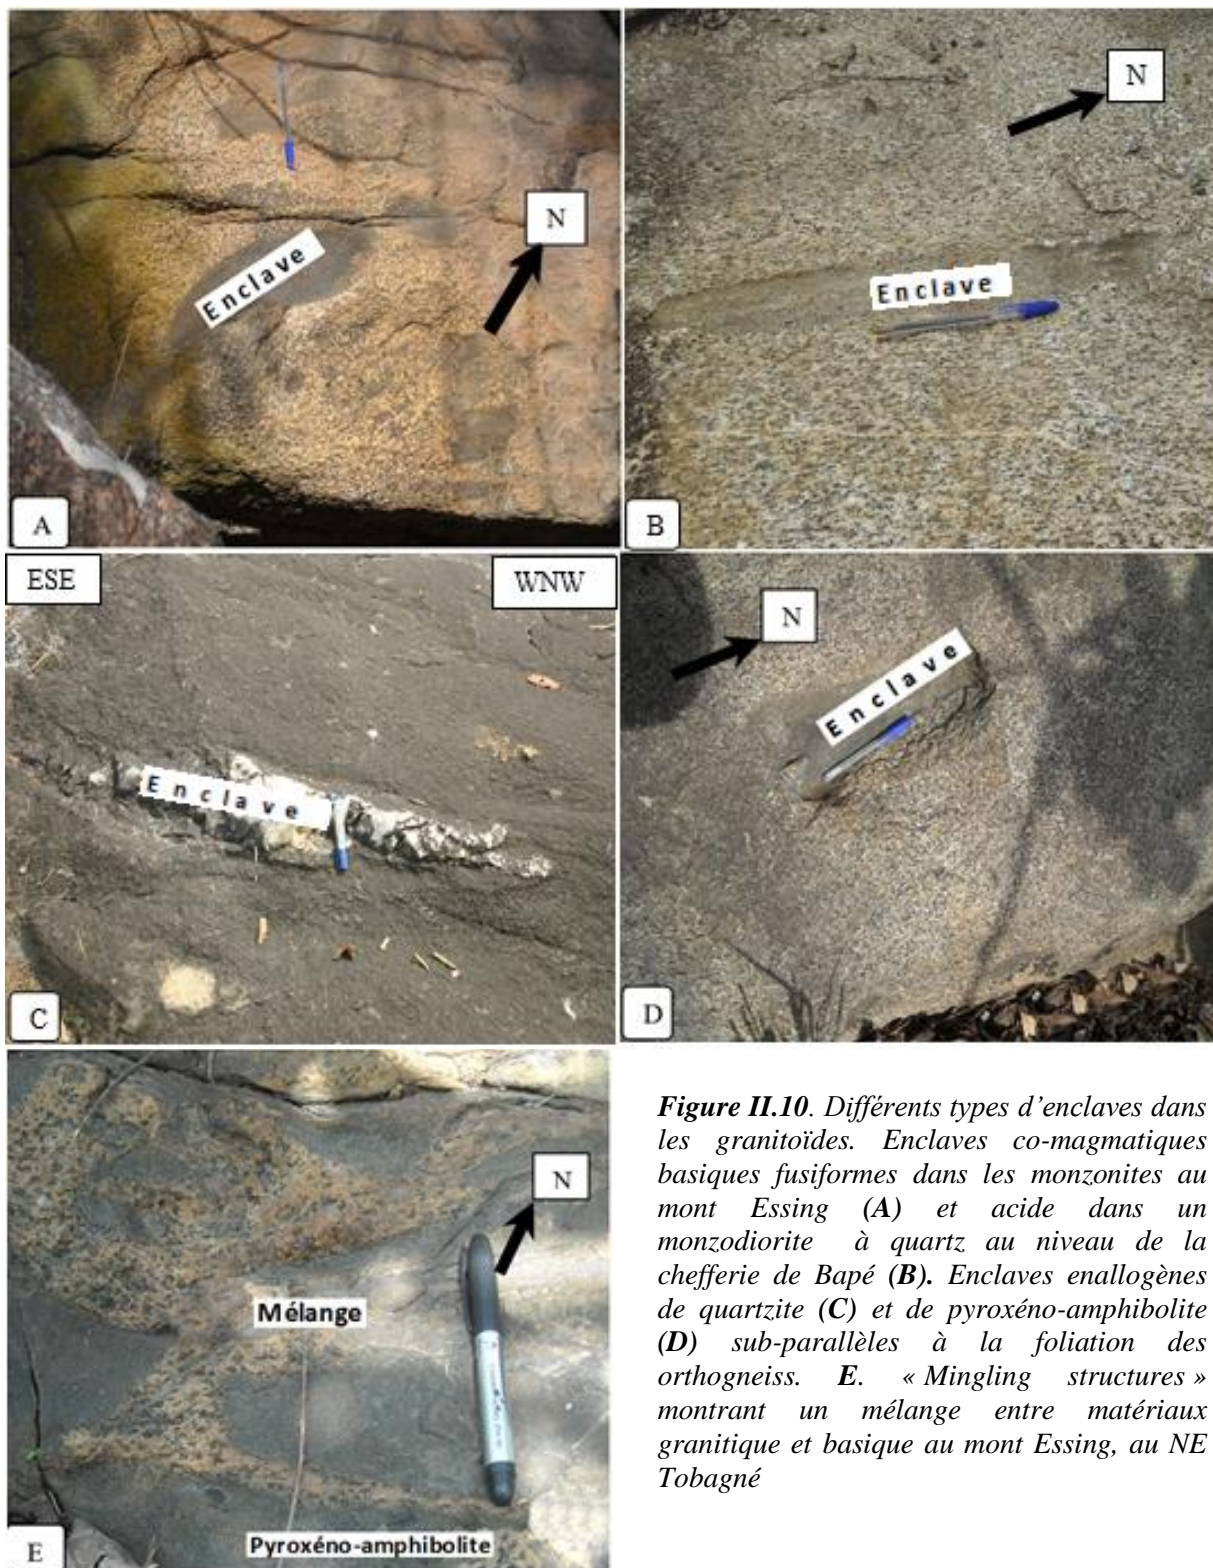 N
Enclave
A
N
Enclave
B
ESE
WNW
Enclave
C
N
Enclave
D
N
Mélange
Pyroxéno-amphibolite
E
Figure II.10. Différents types d’enclaves dans
les granitoïdes. Enclaves co-magmatiques
basiques fusiformes dans les monzonites au
mont Essing (A) et acide dans un
monzodiorite à quartz au niveau de la
chefferie de Bapé (B). Enclaves enallogènes
de quartzite (C) et de pyroxéno-amphibolite
(D) sub-parallèles à la foliation des
orthogneiss. E. « Mingling structures »
montrant un mélange entre matériaux
granitique et basique au mont Essing, au NE
Tobagné